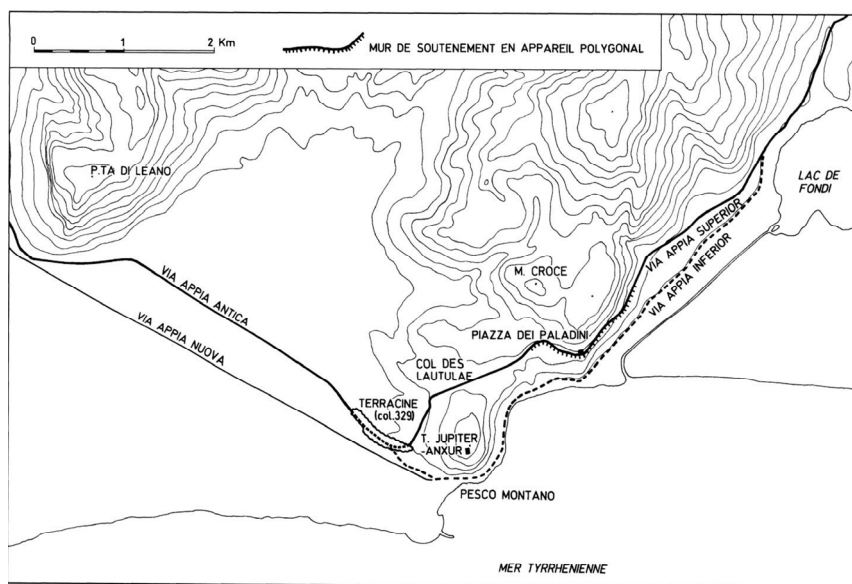 0 1 2 Km
MUR DE SOUTENEMENT EN APPAREIL POLYGONAL
P.TA DI LEANO
LAC DE
FONDI
VIA APPIA SUPERIOR
VIA APPIA INFERIOR
M. CROCE
VIA APPIA ANTICA
VIA APPIA NUOVA
PIAZZA DEI PALADINI
COL DES
LAUTULAE
TERRACINE
(col.329)
T. JUPITER
-ANXUR
PESCO MONTANO
MER TYRRHENIENNE